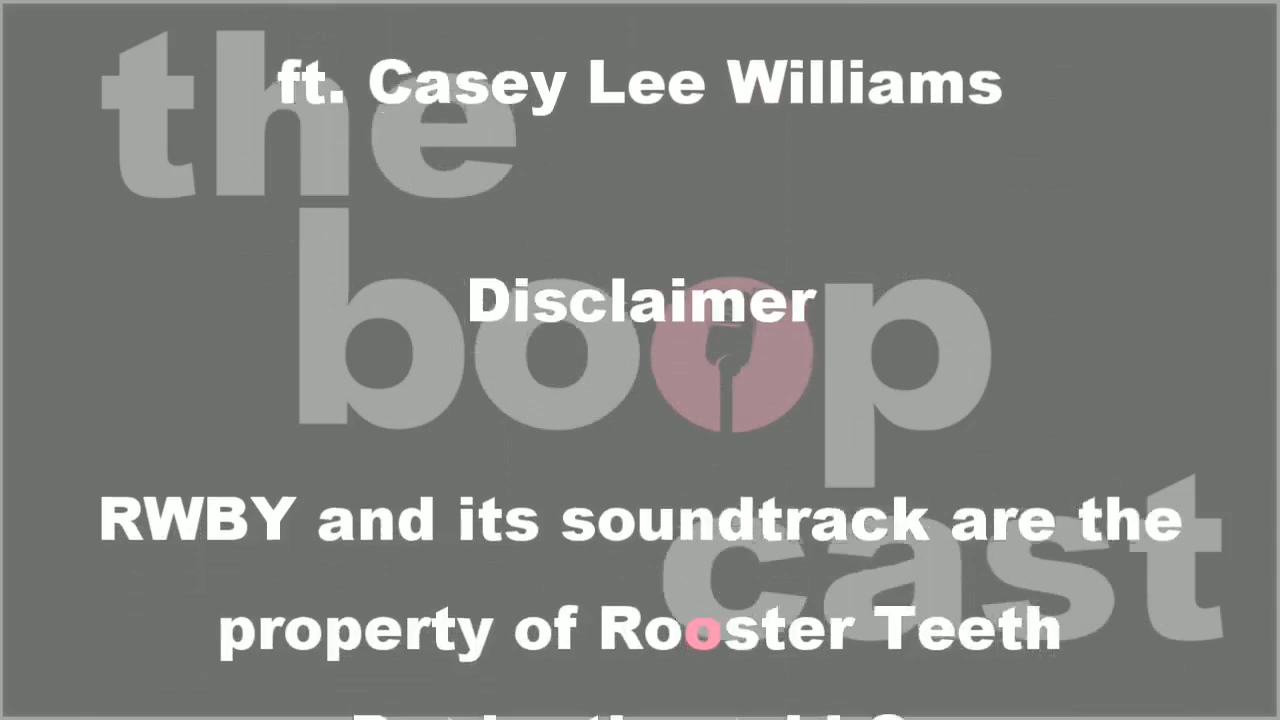 ft. Casey Lee Williams
the
Disclaimer
boop
RWBY and its soundtrack are the
cast
property of Rooster Teeth